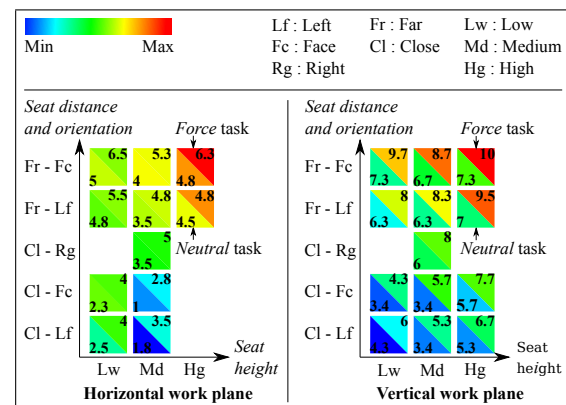 Min Max
Lf : Left Fr : Far Lw : Low
Fc : Face Cl : Close Md : Medium
Rg : Right Hg : High
Seat distance
and orientation
Force task
Fr - Fc 6.5 5.3 6.3
5 4 4.8
Fr - Lf 5.5 4.8 4.8
4.8 3.5 4.5
Neutral task
Cl - Rg 5
3.5
Cl - Fc 4 2.8
2.3 1
Cl - Lf 4 3.5
2.5 1.8
Seat
height
Lw Md Hg
Horizontal work plane
Seat distance
and orientation
Force task
Fr - Fc 9.7 8.7 10
7.3 6.7 7.3
Fr - Lf 8 8.3 9.5
6.3 6.3 7
Neutral task
Cl - Rg 8
6
Cl - Fc 4.3 5.7 7.7
3.4 3.4 5.7
Cl - Lf 6 5.3 6.7
4.3 3.4 5.3
Seat
height
Lw Md Hg
Vertical work plane